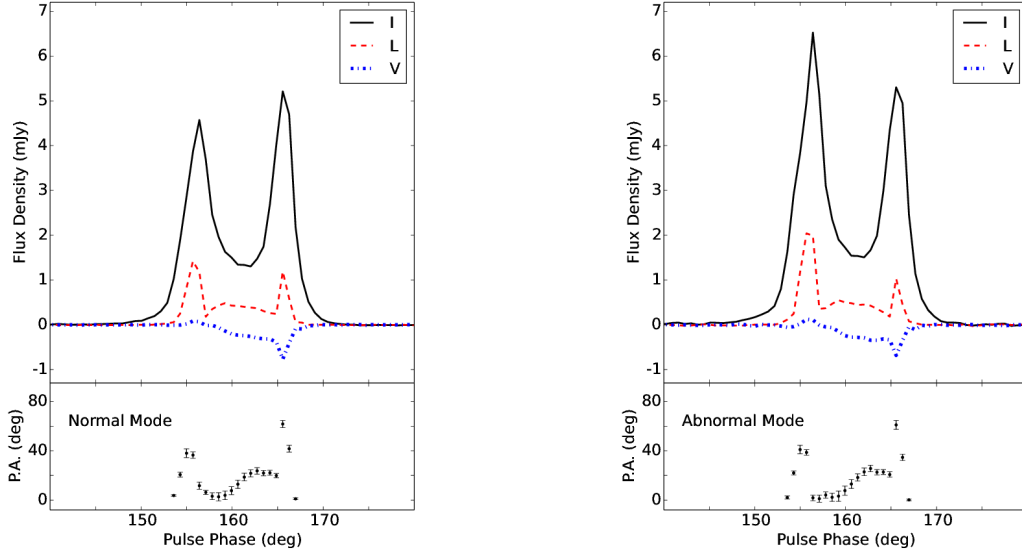 7
6
5
4
3
2
1
0
-1
Flux Density (mJy)
I
L
V
80
40
0
P.A. (deg)
Normal Mode
150 160 170
Pulse Phase (deg)
7
6
5
4
3
2
1
0
-1
Flux Density (mJy)
I
L
V
80
40
0
P.A. (deg)
Abnormal Mode
150 160 170
Pulse Phase (deg)